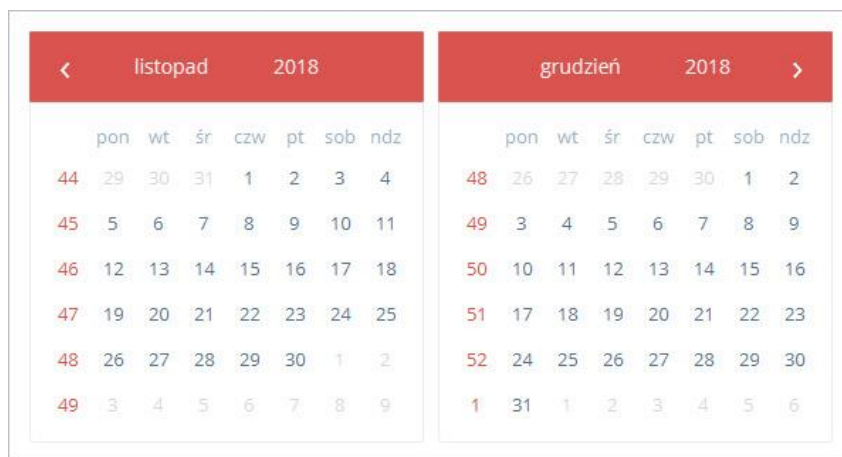 listopad 2018
pon wt śr czw pt sob ndz
44 29 30 31 1 2 3 4
45 5 6 7 8 9 10 11
46 12 13 14 15 16 17 18
47 19 20 21 22 23 24 25
48 26 27 28 29 30 1 2
49 3 4 5 6 7 8 9
grudzień 2018
pon wt śr czw pt sob ndz
48 26 27 28 29 30 1 2
49 3 4 5 6 7 8 9
50 10 11 12 13 14 15 16
51 17 18 19 20 21 22 23
52 24 25 26 27 28 29 30
1 31 1 2 3 4 5 6